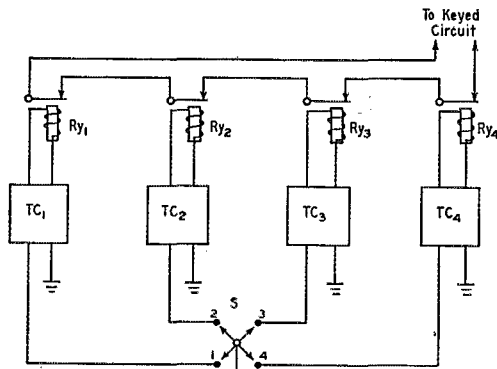 To Keyed
Circuit
Ry₁
Ry₂
Ry₃
Ry₄
TC₁
TC₂
TC₃
TC₄
S
2
3
1
4